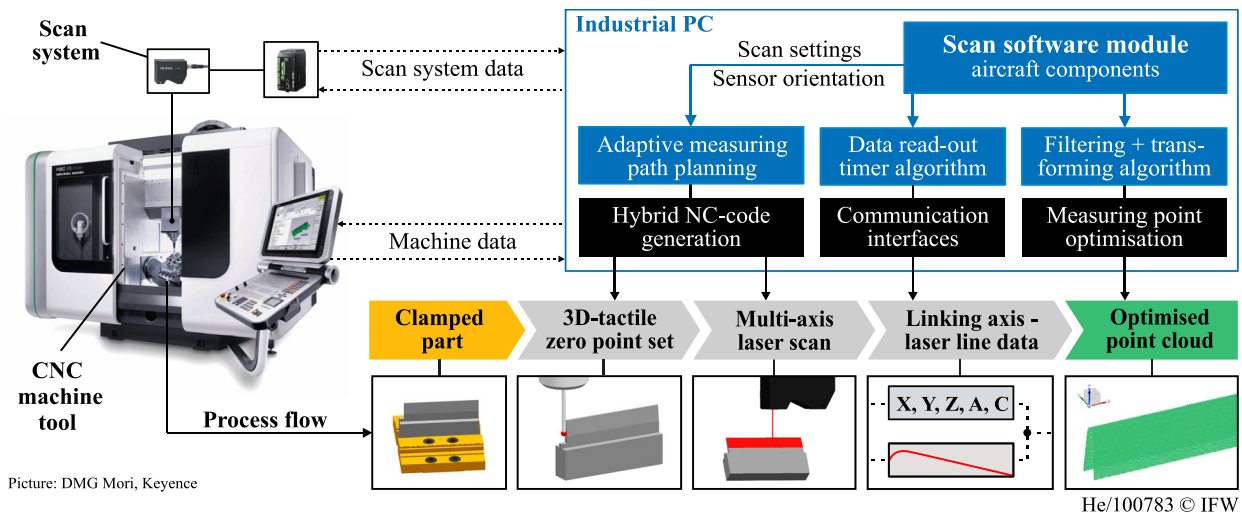 Scan
system
Scan system data
Machine data
CNC
machine
tool
Process flow
Picture: DMG Mori, Keyence
Industrial PC
Scan settings
Sensor orientation
Scan software module
aircraft components
Adaptive measuring
path planning
Data read-out
timer algorithm
Filtering + trans-
forming algorithm
Hybrid NC-code
generation
Communication
interfaces
Measuring point
optimisation
Clamped
part
3D-tactile
zero point set
Multi-axis
laser scan
Linking axis -
laser line data
Optimised
point cloud
X, Y, Z, A, C
He/100783 © IFW